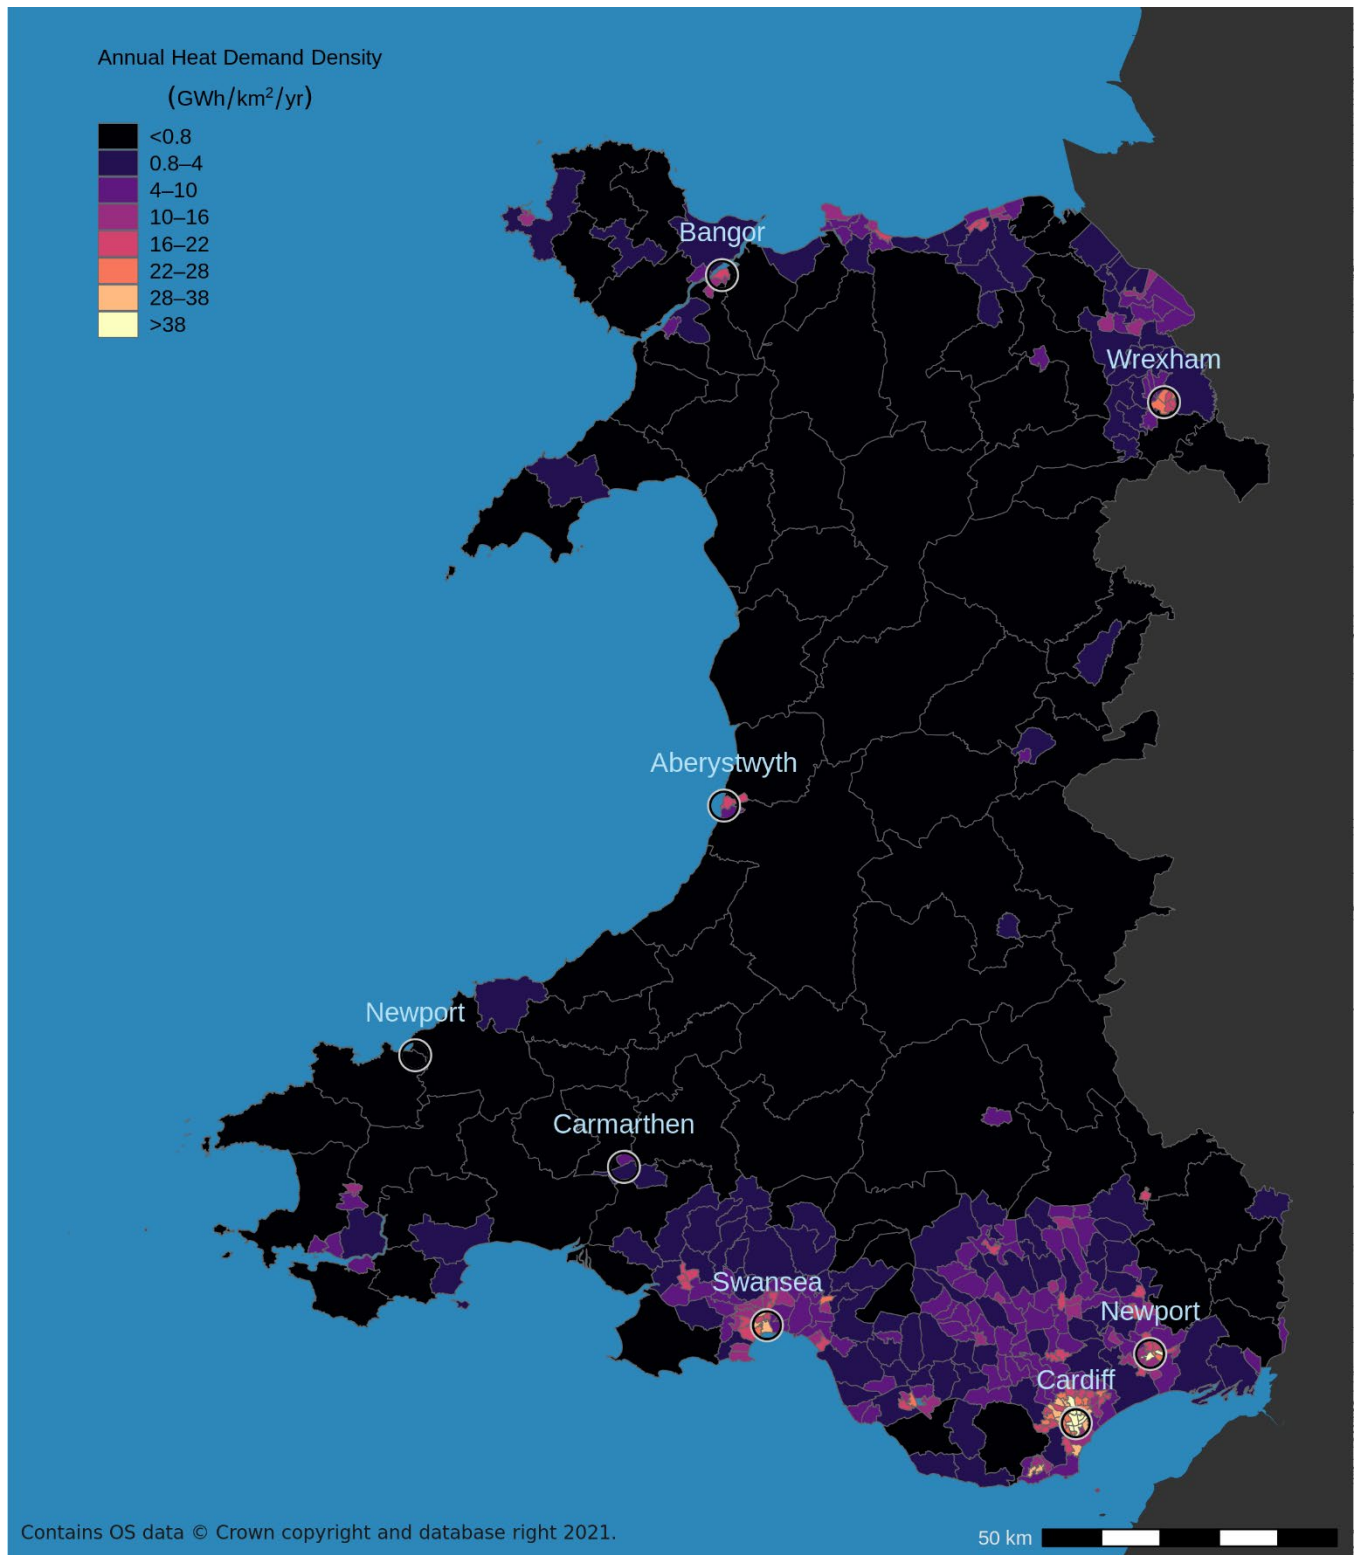 Annual Heat Demand Density
(GWh/km²/yr)
<0.8
0.8–4
4–10
10–16
16–22
22–28
28–38
>38
Bangor
Wrexham
Aberystwyth
Newport
Carmarthen
Swansea
Newport
Cardiff
Contains OS data © Crown copyright and database right 2021.
50 km